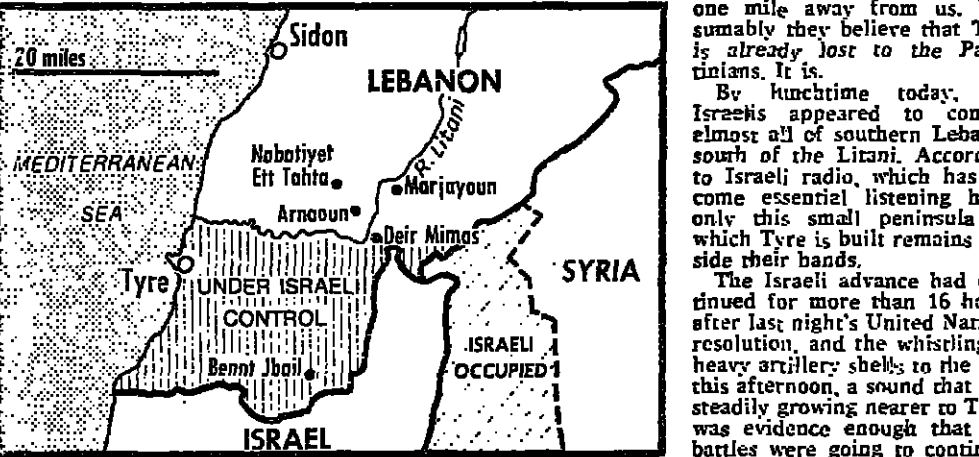 Sidon
20 miles
LEBANON
R. Litani
MEDITERRANEAN
SEA
Nabatiyet
Ett Tahta
Marjayoun
Arnaoun
Deir Mimas
Tyre
UNDER ISRAELI
CONTROL
SYRIA
Bennt Jbail
ISRAELI
OCCUPIED
ISRAEL
one mile away from us.
sumably they believe that T
is already lost to the Pa
tinians. It is.
By lunchtime today,
Israelis appeared to con
almost all of southern Leba
south of the Litani. Accor
to Israeli radio, which has
come essential listening h
only this small peninsula
which Tyre is built remains
side their hands.
The Israeli advance had
tinued for more than 16 h
after last night's United Nat
resolution, and the whistling
heavy artillery shells to the
this afternoon, a sound that
steadily growing nearer to T
was evidence enough that
battles were going to contin